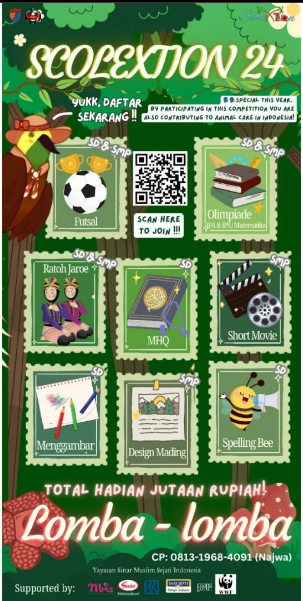 SCOLEXTION 24
YUKK, DAFTAR
SEKARANG !!
SPECIAL THIS YEAR,
BY PARTICIPATING IN THIS COMPETITION YOU ARE
ALSO CONTRIBUTING TO ANIMAL CARE IN INDONESIA!
SD & SMP
Futsal
SCAN HERE
TO JOIN !!!
SD & SMP
Olimpiade
IPA & IPS / Matematika
SD & SMP
Ratoh Jaroe
SD
MHQ
SMP
Short Movie
SD
Menggambar
SMP
Design Mading
SD
Spelling Bee
TOTAL HADIAH JUTAAN RUPIAH!
Lomba - lomba
CP: 0813-1968-4091 (Najwa)
Yayasan Sinar Muslim Sejati Indonesia
Supported by:
WWF